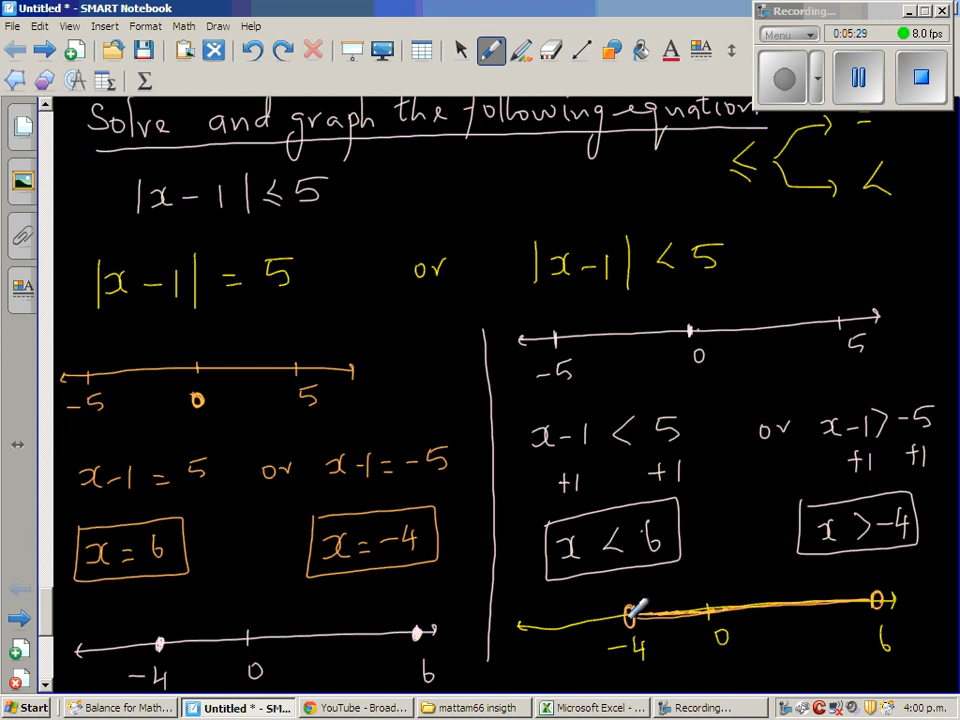 Untitled * - SMART Notebook
File Edit View Insert Format Math Draw Help
Recording...
Menu 0:05:29 8.0 fps
Solve and graph the following equation
|x - 1| ≤ 5
≤ =
<
|x - 1| = 5 or |x - 1| < 5
-5 0 5
-5 0 5
x-1 = 5 or x-1 = -5
x = 6 x = -4
-4 0 6
x-1 < 5 or x-1 > -5
+1 +1 +1 +1
x < 6 x > -4
-4 0 6
Start Balance for Math... Untitled * - SM... YouTube - Broad... mattam66 insigth Microsoft Excel - CO... Recording... 4:00 p.m.